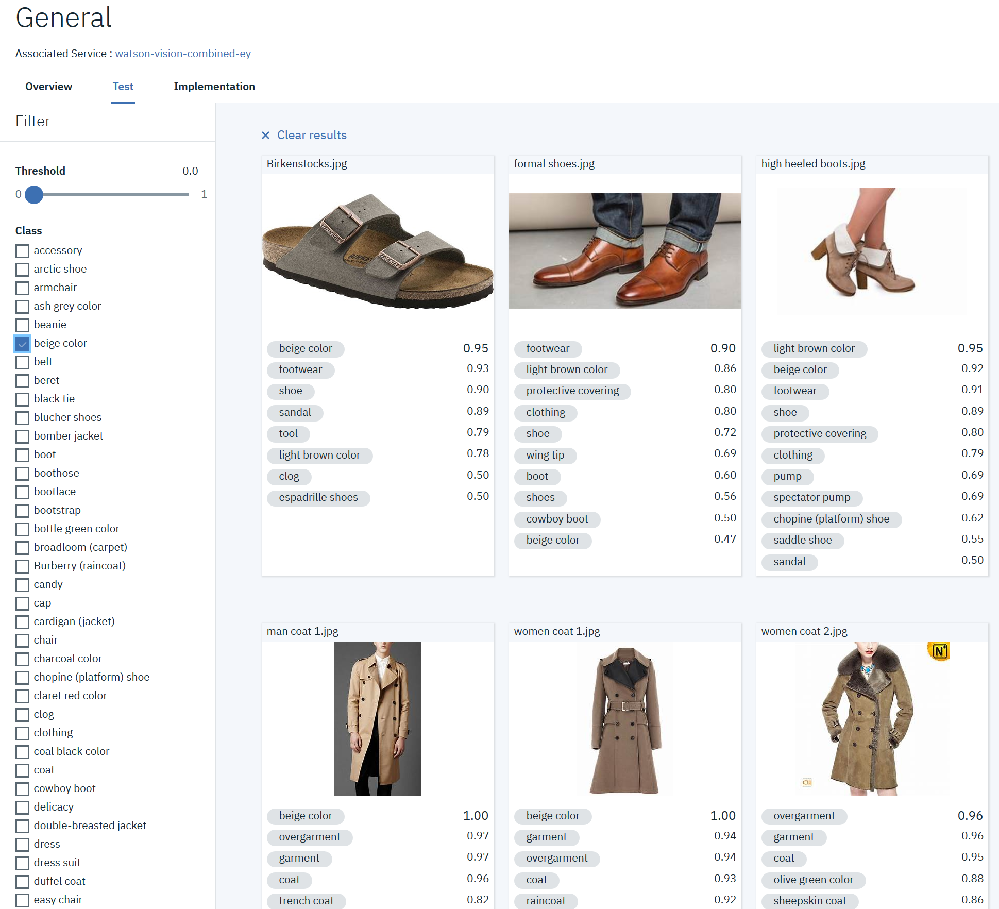 General
Associated Service : watson-vision-combined-ey
Overview Test Implementation
Filter
Threshold 0.0
0 1
Class
accessory
arctic shoe
armchair
ash grey color
beanie
beige color
belt
beret
black tie
blucher shoes
bomber jacket
boot
boothose
bootlace
bootstrap
bottle green color
broadloom (carpet)
Burberry (raincoat)
candy
cap
cardigan (jacket)
chair
charcoal color
chopine (platform) shoe
claret red color
clog
clothing
coal black color
coat
cowboy boot
delicacy
double-breasted jacket
dress
dress suit
duffel coat
easy chair
✕ Clear results
Birkenstocks.jpg
BIRKENSTOCK
BIRKE
BIRKENSTOCK
beige color 0.95
footwear 0.93
shoe 0.90
sandal 0.89
tool 0.79
light brown color 0.78
clog 0.50
espadrille shoes 0.50
formal shoes.jpg
footwear 0.90
light brown color 0.86
protective covering 0.80
clothing 0.80
shoe 0.72
wing tip 0.69
boot 0.60
shoes 0.56
cowboy boot 0.50
beige color 0.47
high heeled boots.jpg
light brown color 0.95
beige color 0.92
footwear 0.91
shoe 0.89
protective covering 0.80
clothing 0.79
pump 0.69
spectator pump 0.69
chopine (platform) shoe 0.62
saddle shoe 0.55
sandal 0.50
man coat 1.jpg
beige color 1.00
overgarment 0.97
garment 0.97
coat 0.96
trench coat 0.82
women coat 1.jpg
beige color 1.00
garment 0.94
overgarment 0.94
coat 0.93
raincoat 0.92
women coat 2.jpg
N+
CW
overgarment 0.96
garment 0.96
coat 0.95
olive green color 0.88
sheepskin coat 0.86